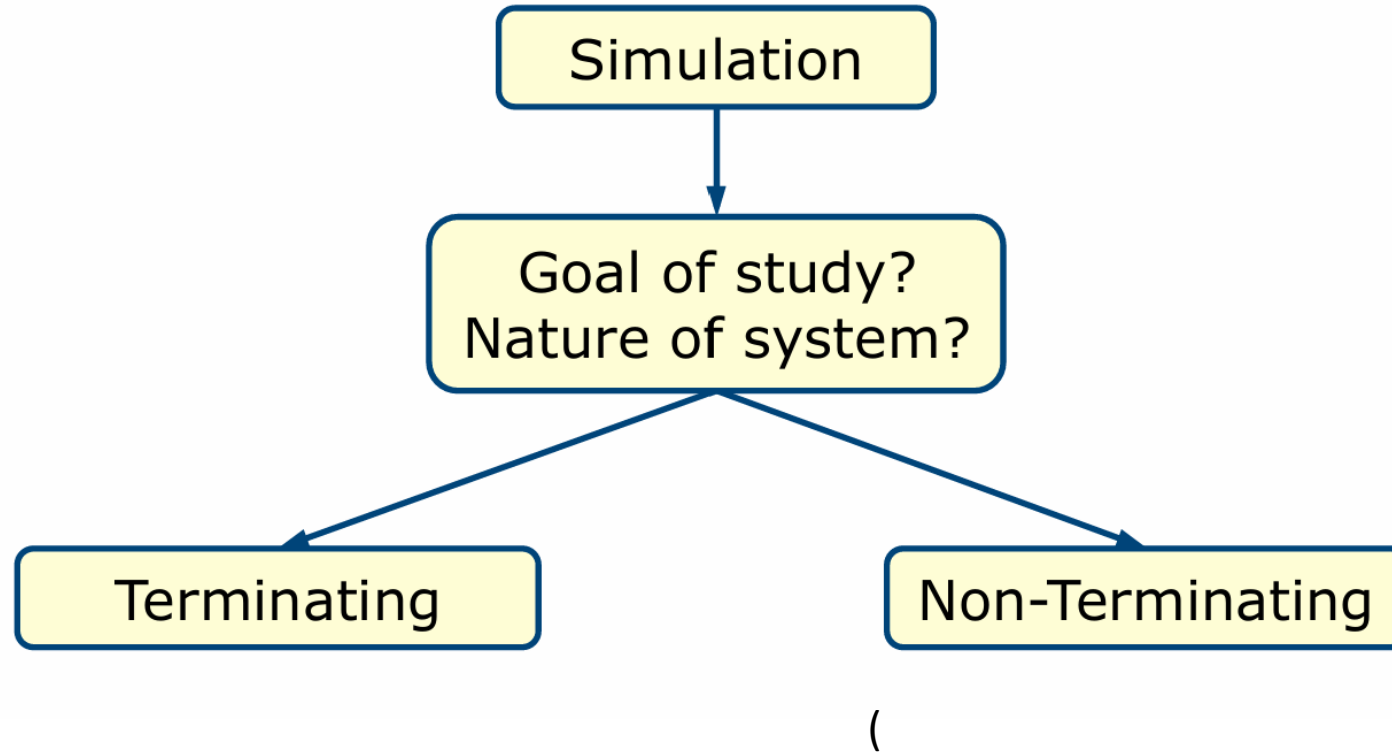 Simulation
Goal of study?
Nature of system?
Terminating
Non-Terminating
(